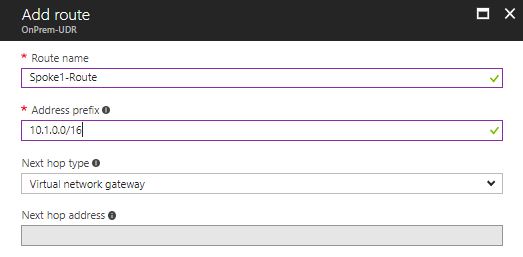 Add route
OnPrem-UDR
* Route name
Spoke1-Route
* Address prefix
10.1.0.0/16
Next hop type
Virtual network gateway
Next hop address